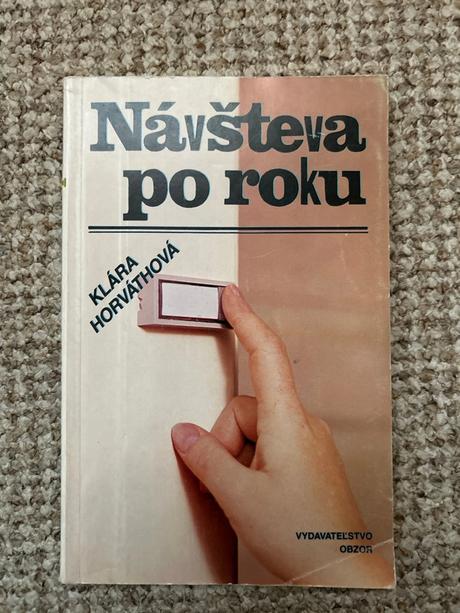 Návšteva
po roku
KLÁRA
HORVÁTHOVÁ
VYDAVATEĽSTVO
OBZOR